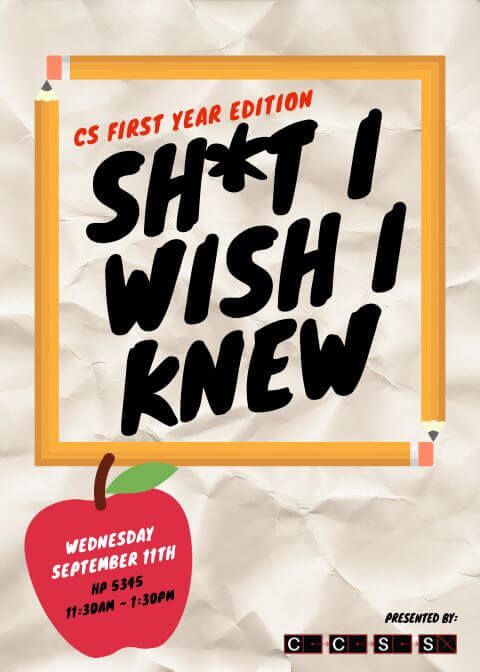 CS FIRST YEAR EDITION
SH*T I
WISH I
KNEW
WEDNESDAY
SEPTEMBER 11TH
HP 5345
11:30AM - 1:30PM
PRESENTED BY:
C C S S